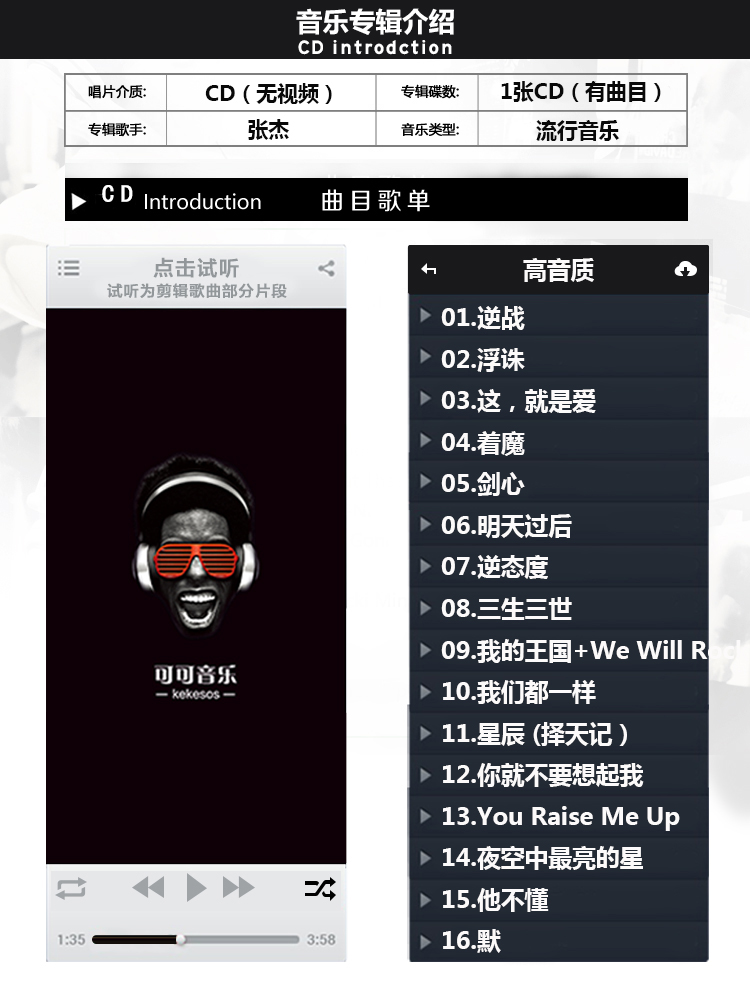 音乐专辑介绍
CD introdction
唱片介质: CD（无视频） 专辑碟数: 1张CD（有曲目）
专辑歌手: 张杰 音乐类型: 流行音乐
CD Introduction 曲目歌单
点击试听
试听为剪辑歌曲部分片段
可可音乐
— kekesos —
1:35 3:58
高音质
01.逆战
02.浮诛
03.这，就是爱
04.着魔
05.剑心
06.明天过后
07.逆态度
08.三生三世
09.我的王国+We Will Rock
10.我们都一样
11.星辰 (择天记）
12.你就不要想起我
13.You Raise Me Up
14.夜空中最亮的星
15.他不懂
16.默